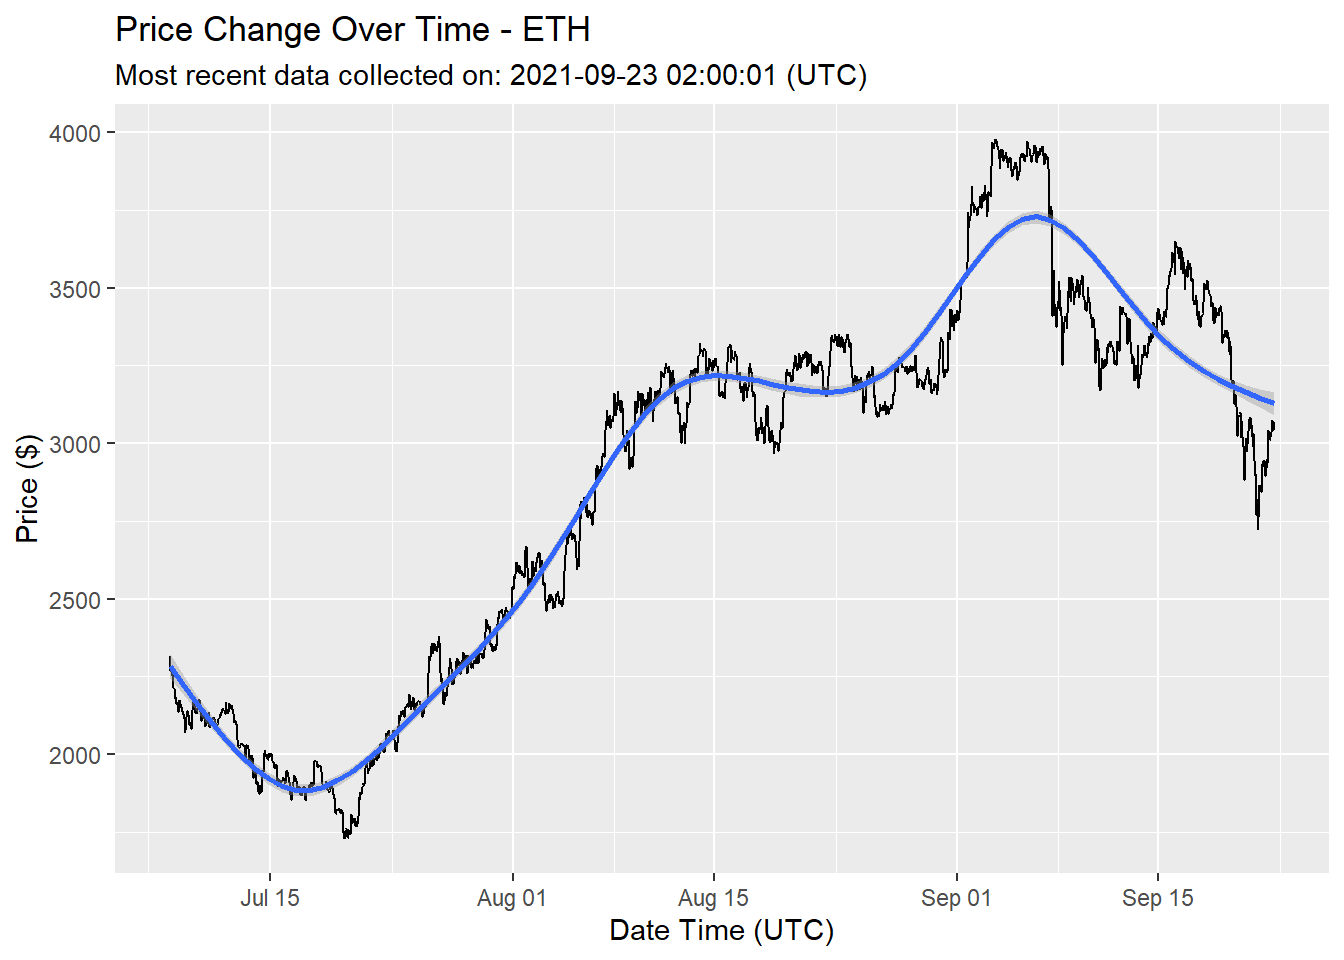 Price Change Over Time - ETH
Most recent data collected on: 2021-09-23 02:00:01 (UTC)
4000
3500
3000
2500
2000
Price ($)
Jul 15
Aug 01
Aug 15
Sep 01
Sep 15
Date Time (UTC)